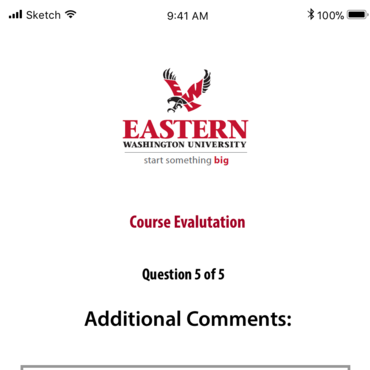 Sketch 9:41 AM 100%
EASTERN
WASHINGTON UNIVERSITY
start something big
Course Evalutation
Question 5 of 5
Additional Comments: